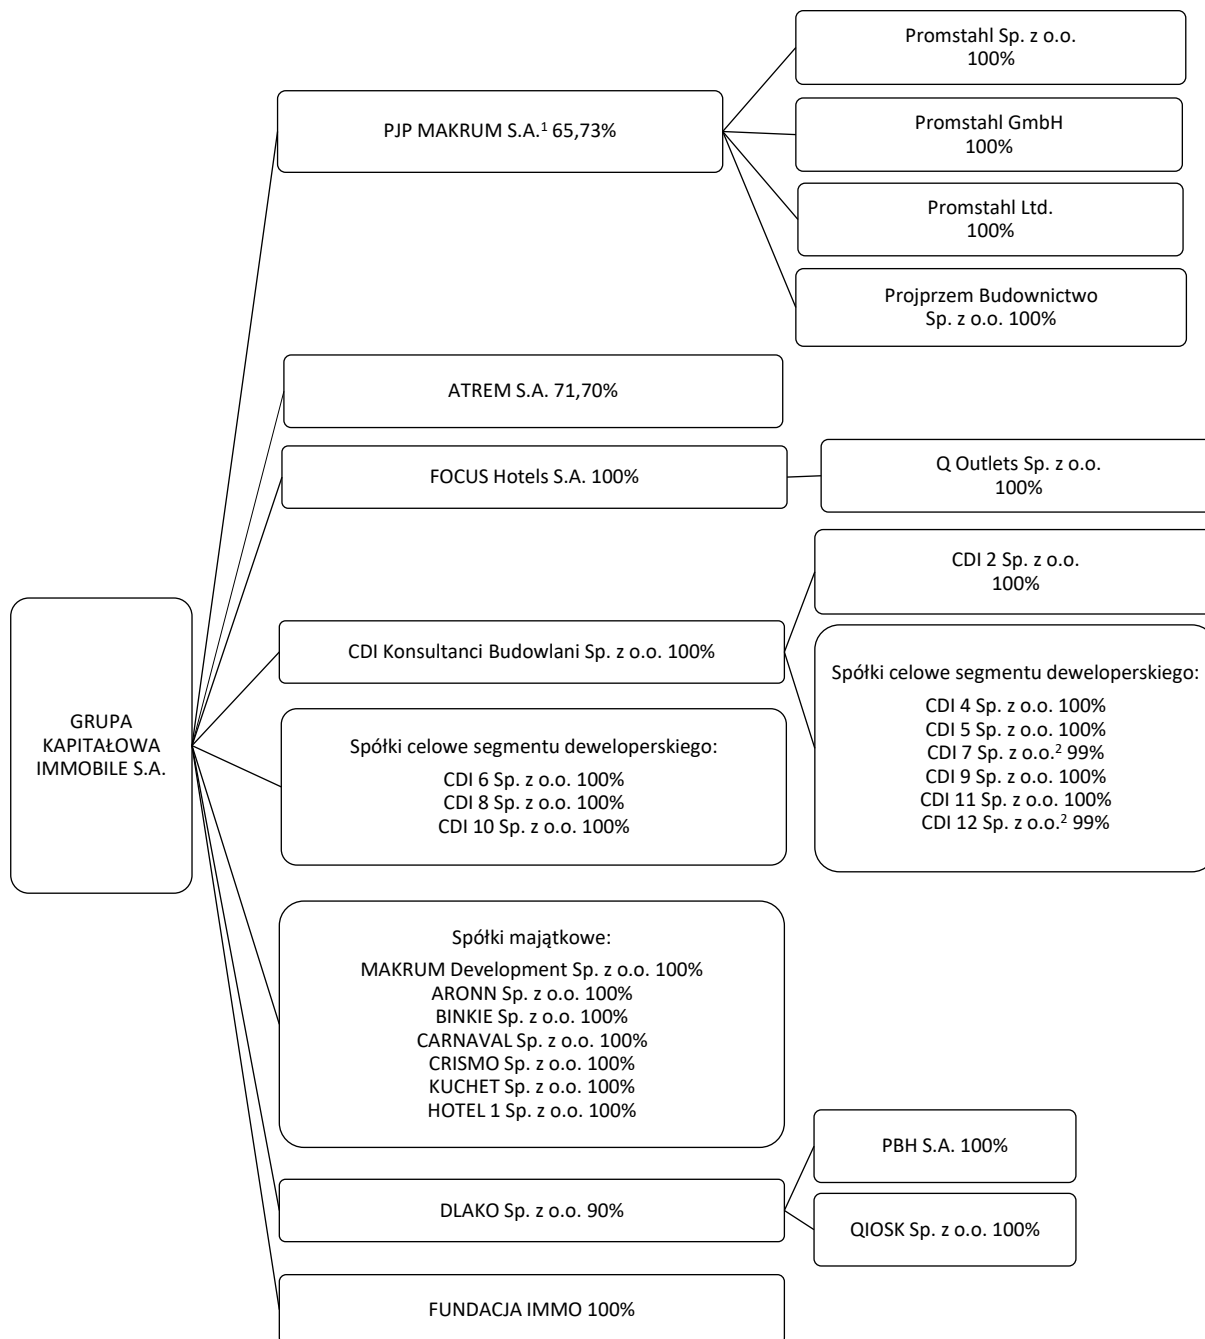 GRUPA
KAPITAŁOWA
IMMOBILE S.A.
PJP MAKRUM S.A.¹ 65,73%
Promstahl Sp. z o.o.
100%
Promstahl GmbH
100%
Promstahl Ltd.
100%
Projprzem Budownictwo
Sp. z o.o. 100%
ATREM S.A. 71,70%
FOCUS Hotels S.A. 100%
Q Outlets Sp. z o.o.
100%
CDI Konsultanci Budowlani Sp. z o.o. 100%
CDI 2 Sp. z o.o.
100%
Spółki celowe segmentu deweloperskiego:
CDI 4 Sp. z o.o. 100%
CDI 5 Sp. z o.o. 100%
CDI 7 Sp. z o.o.² 99%
CDI 9 Sp. z o.o. 100%
CDI 11 Sp. z o.o. 100%
CDI 12 Sp. z o.o.² 99%
Spółki celowe segmentu deweloperskiego:
CDI 6 Sp. z o.o. 100%
CDI 8 Sp. z o.o. 100%
CDI 10 Sp. z o.o. 100%
Spółki majątkowe:
MAKRUM Development Sp. z o.o. 100%
ARONN Sp. z o.o. 100%
BINKIE Sp. z o.o. 100%
CARNAVAL Sp. z o.o. 100%
CRISMO Sp. z o.o. 100%
KUCHET Sp. z o.o. 100%
HOTEL 1 Sp. z o.o. 100%
DLAKO Sp. z o.o. 90%
PBH S.A. 100%
QIOSK Sp. z o.o. 100%
FUNDACJA IMMO 100%